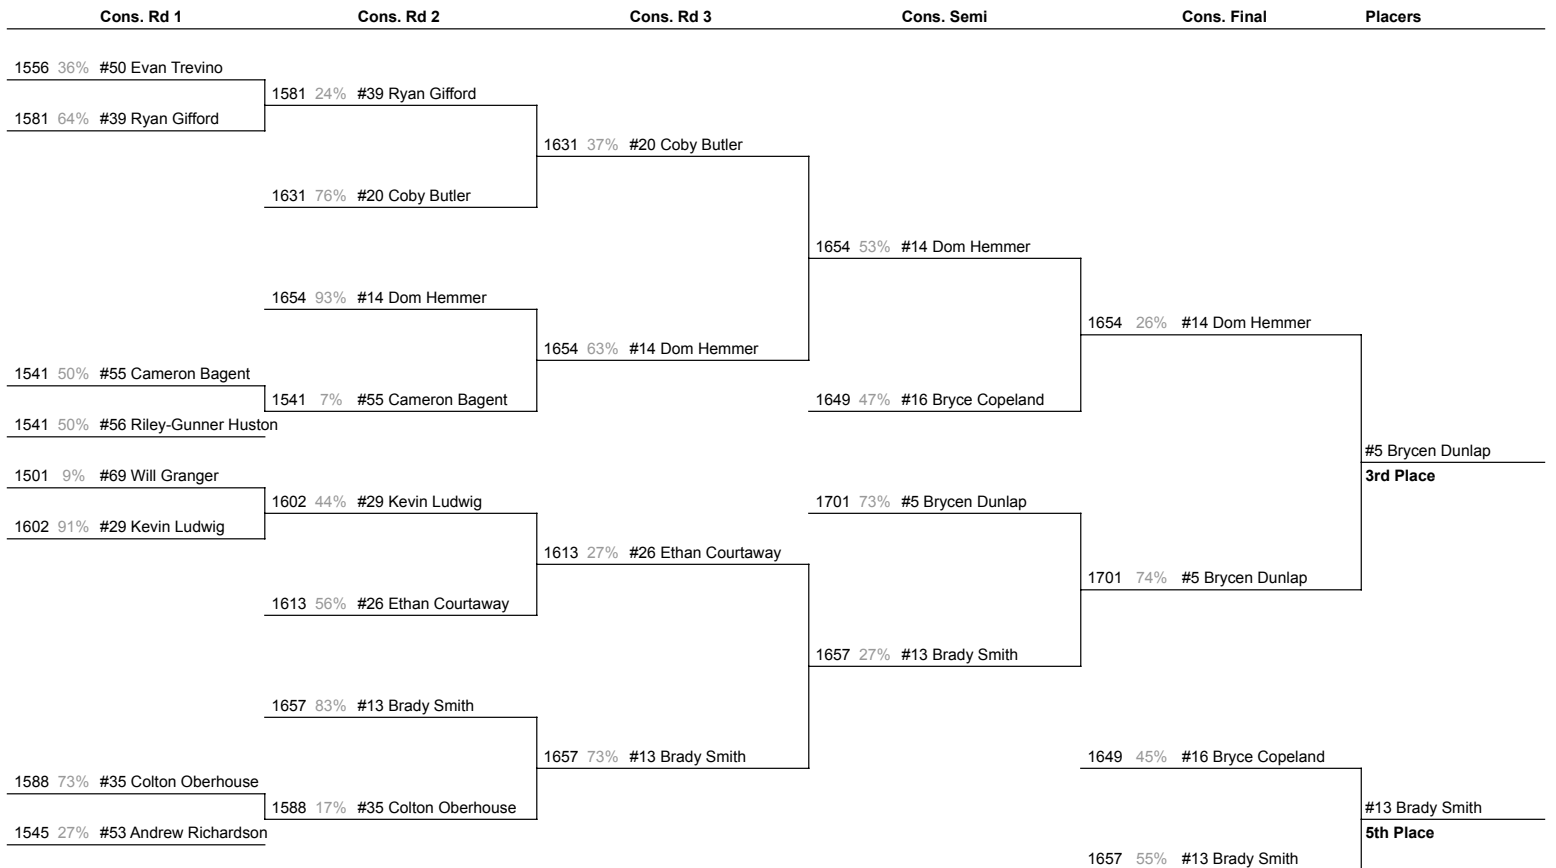 Cons. Rd 1 Cons. Rd 2 Cons. Rd 3 Cons. Semi Cons. Final Placers
1556 36% #50 Evan Trevino
1581 24% #39 Ryan Gifford
1581 64% #39 Ryan Gifford
1631 37% #20 Coby Butler
1631 76% #20 Coby Butler
1654 53% #14 Dom Hemmer
1654 93% #14 Dom Hemmer
1654 26% #14 Dom Hemmer
1654 63% #14 Dom Hemmer
1541 50% #55 Cameron Bagent
1541 7% #55 Cameron Bagent
1649 47% #16 Bryce Copeland
1541 50% #56 Riley-Gunner Huston
#5 Brycen Dunlap
1501 9% #69 Will Granger
3rd Place
1602 44% #29 Kevin Ludwig
1701 73% #5 Brycen Dunlap
1602 91% #29 Kevin Ludwig
1613 27% #26 Ethan Courtaway
1701 74% #5 Brycen Dunlap
1613 56% #26 Ethan Courtaway
1657 27% #13 Brady Smith
1657 83% #13 Brady Smith
1657 73% #13 Brady Smith
1649 45% #16 Bryce Copeland
1588 73% #35 Colton Oberhouse
1588 17% #35 Colton Oberhouse
#13 Brady Smith
1545 27% #53 Andrew Richardson
5th Place
1657 55% #13 Brady Smith